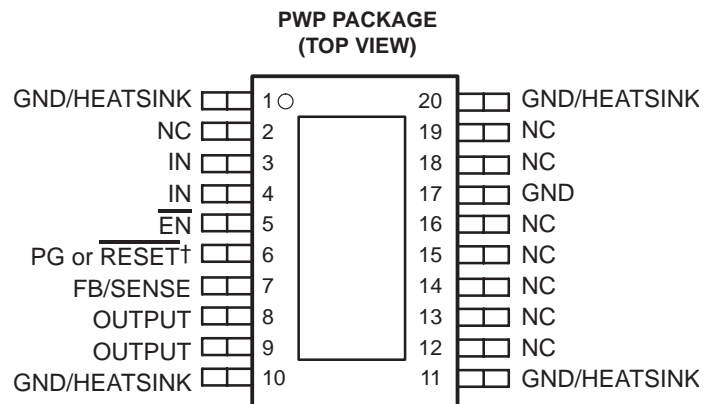 PWP PACKAGE
(TOP VIEW)
GND/HEATSINK 1 20 GND/HEATSINK
NC 2 19 NC
IN 3 18 NC
IN 4 17 GND
EN 5 16 NC
PG or RESET† 6 15 NC
FB/SENSE 7 14 NC
OUTPUT 8 13 NC
OUTPUT 9 12 NC
GND/HEATSINK 10 11 GND/HEATSINK